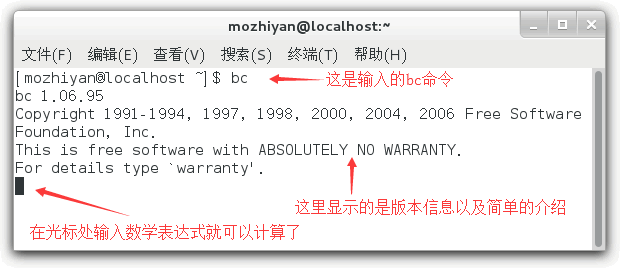 mozhiyan@localhost:~
文件(F) 编辑(E) 查看(V) 搜索(S) 终端(T) 帮助(H)
[mozhiyan@localhost ~]$ bc 这是输入的bc命令
bc 1.06.95
Copyright 1991-1994, 1997, 1998, 2000, 2004, 2006 Free Software
Foundation, Inc.
This is free software with ABSOLUTELY NO WARRANTY.
For details type `warranty'.
这里显示的是版本信息以及简单的介绍
在光标处输入数学表达式就可以计算了